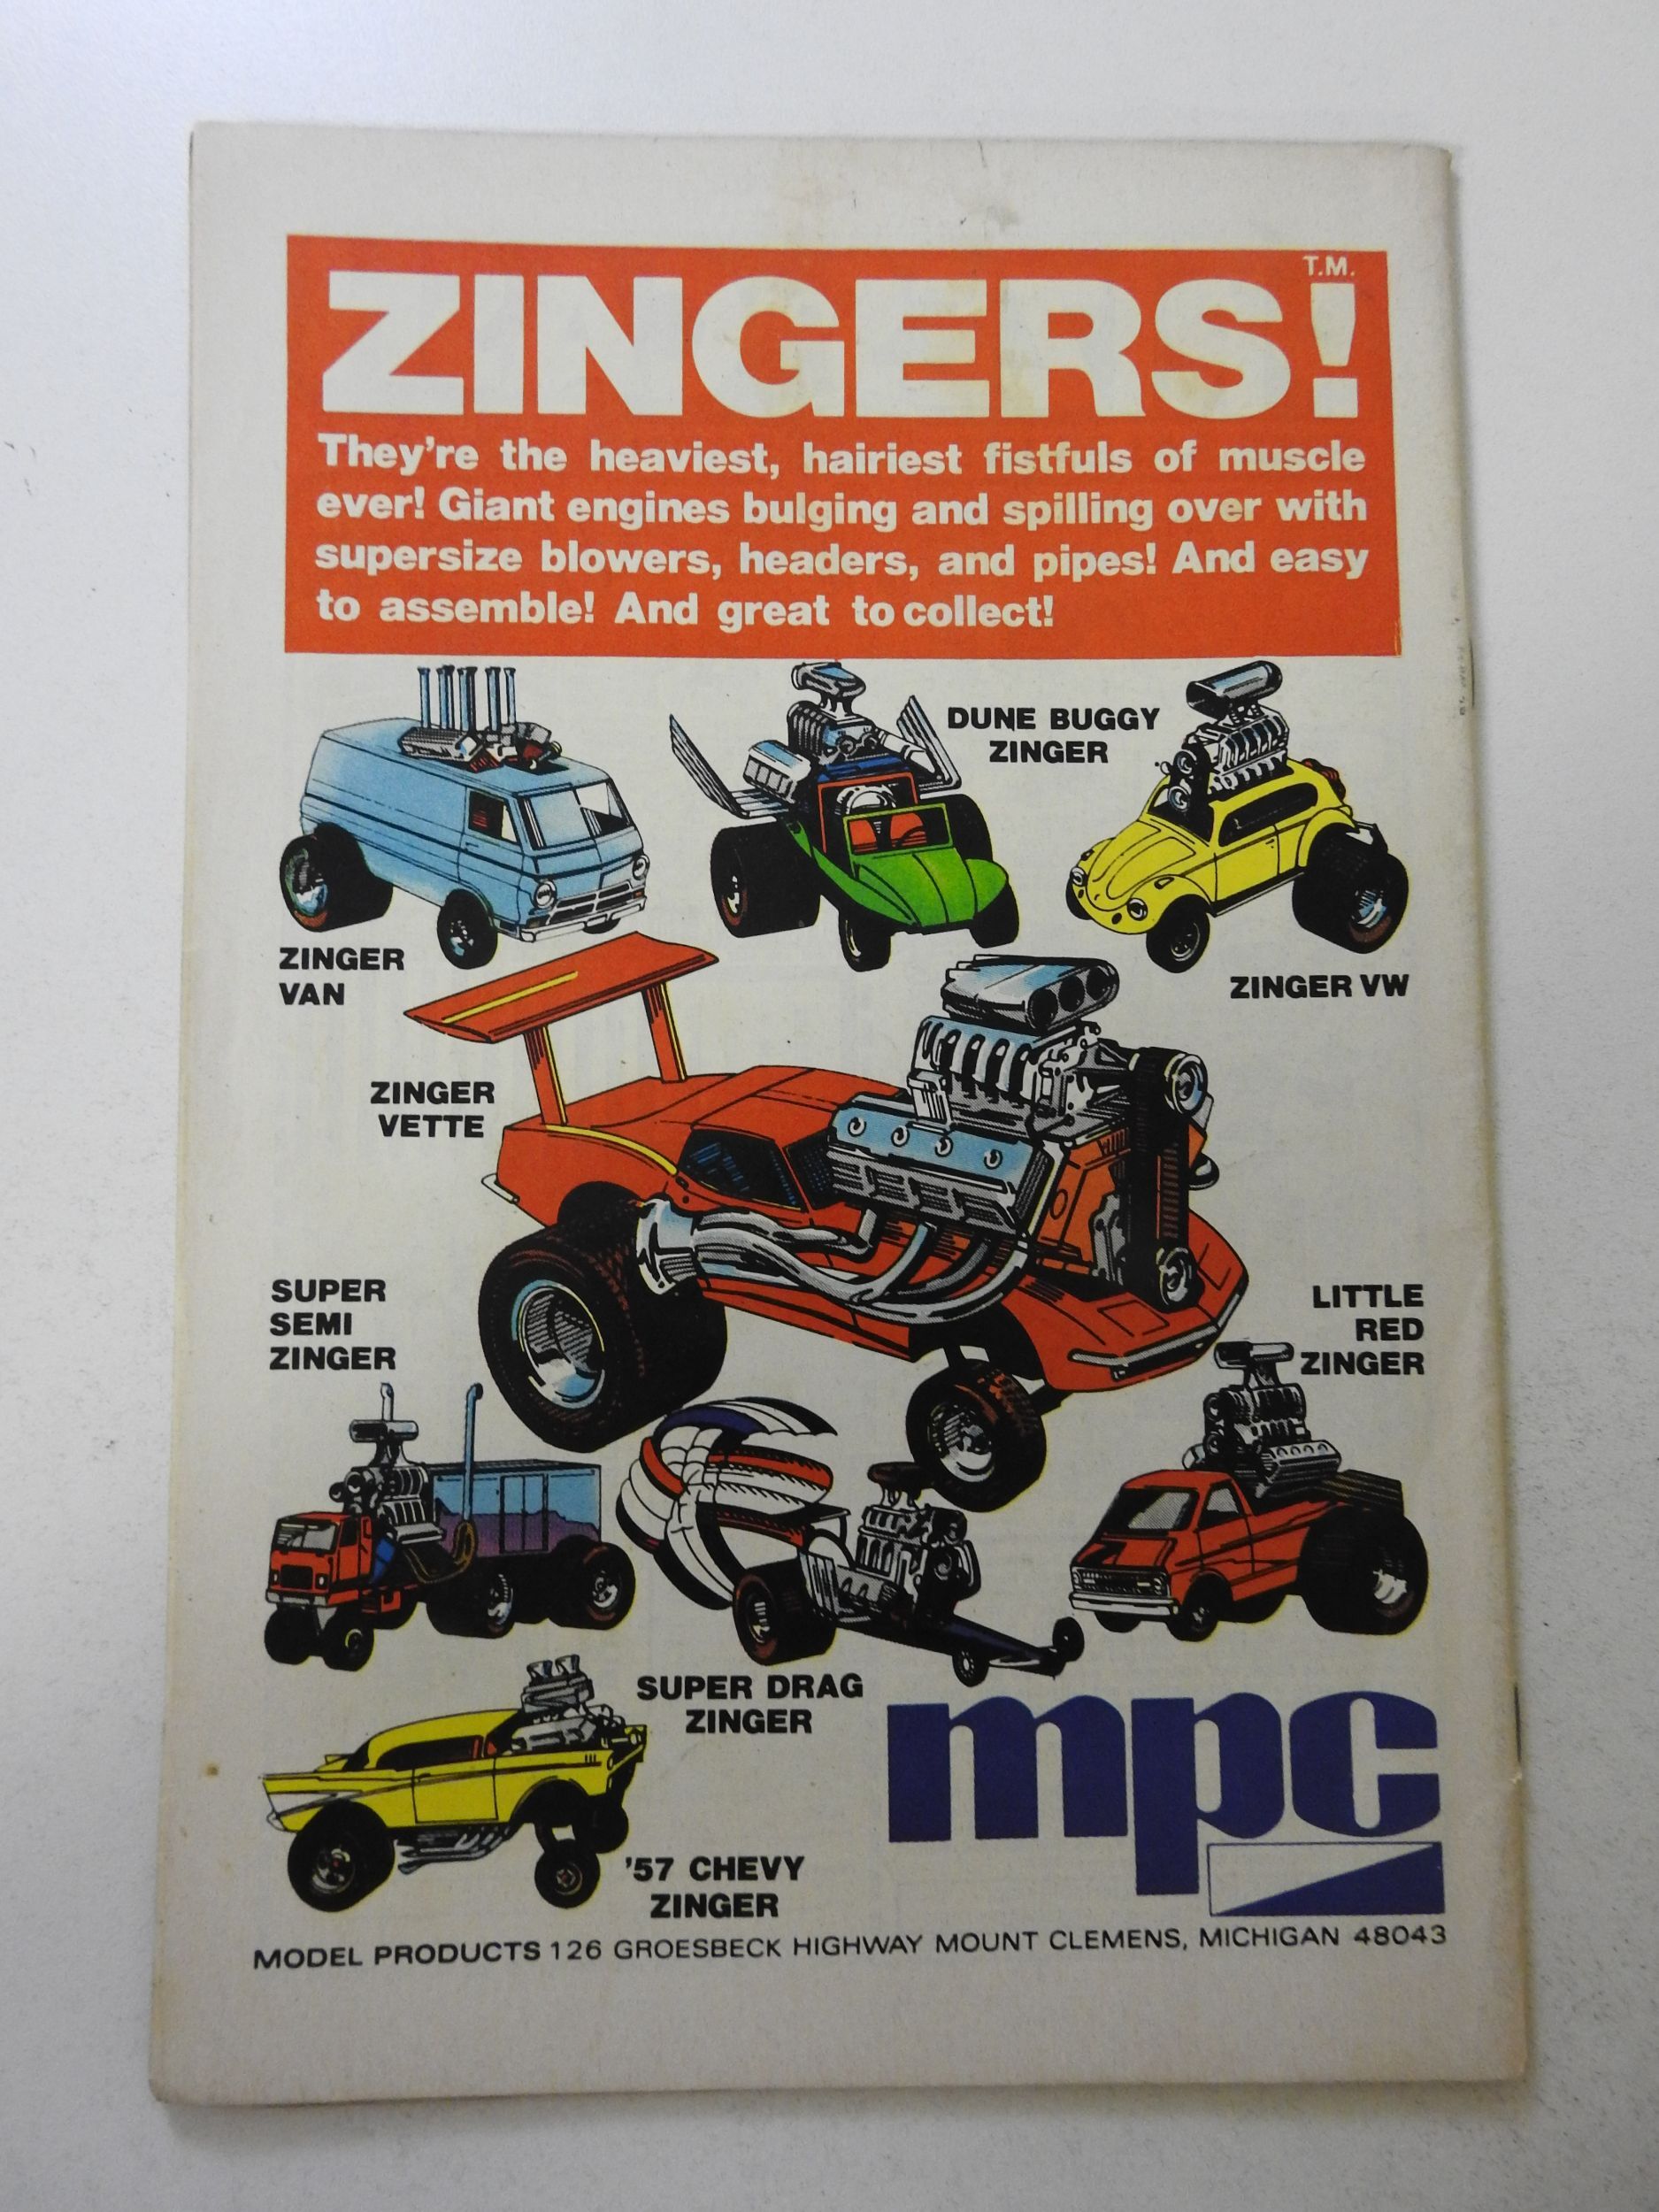 ZINGERS!
T.M.
They're the heaviest, hairiest fistfuls of muscle
ever! Giant engines bulging and spilling over with
supersize blowers, headers, and pipes! And easy
to assemble! And great to collect!
DUNE BUGGY
ZINGER
ZINGER
VAN
ZINGER VW
ZINGER
VETTE
SUPER
SEMI
ZINGER
LITTLE
RED
ZINGER
SUPER DRAG
ZINGER
'57 CHEVY
ZINGER
mpc
MODEL PRODUCTS 126 GROESBECK HIGHWAY MOUNT CLEMENS, MICHIGAN 48043